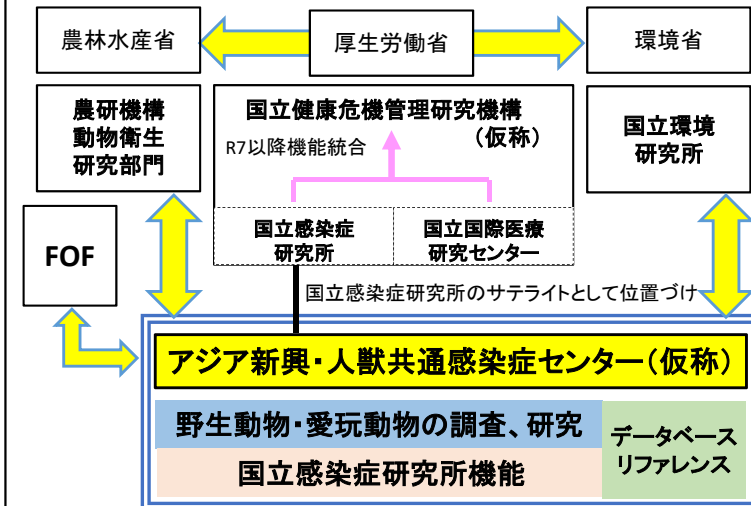 農林水産省
厚生労働省
環境省
農研機構
動物衛生
研究部門
国立健康危機管理研究機構
(仮称)
R7以降機能統合
国立環境
研究所
国立感染症
研究所
国立国際医療
研究センター
FOF
国立感染症研究所のサテライトとして位置づけ
アジア新興・人獣共通感染症センター(仮称)
野生動物・愛玩動物の調査、研究
国立感染症研究所機能
データベース
リファレンス